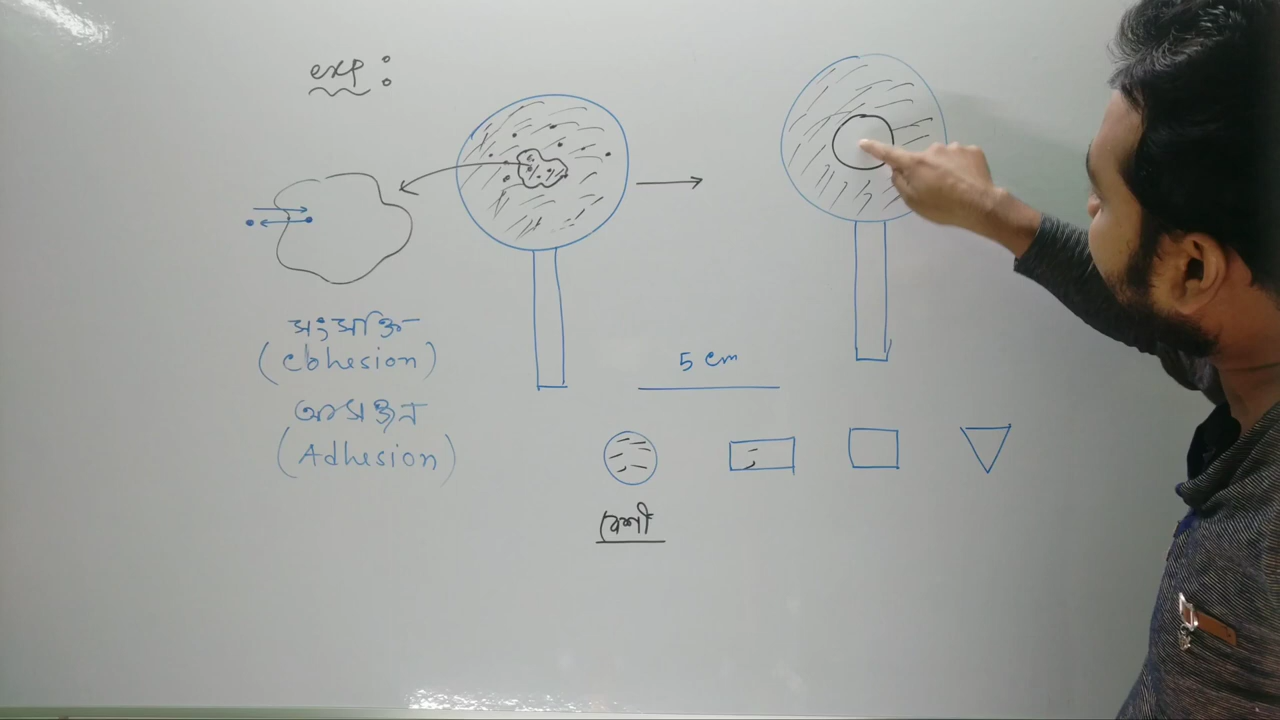 exp :
সংসক্তি
(Cohesion)
আসঞ্জন
(Adhesion)
5 cm
বেশী